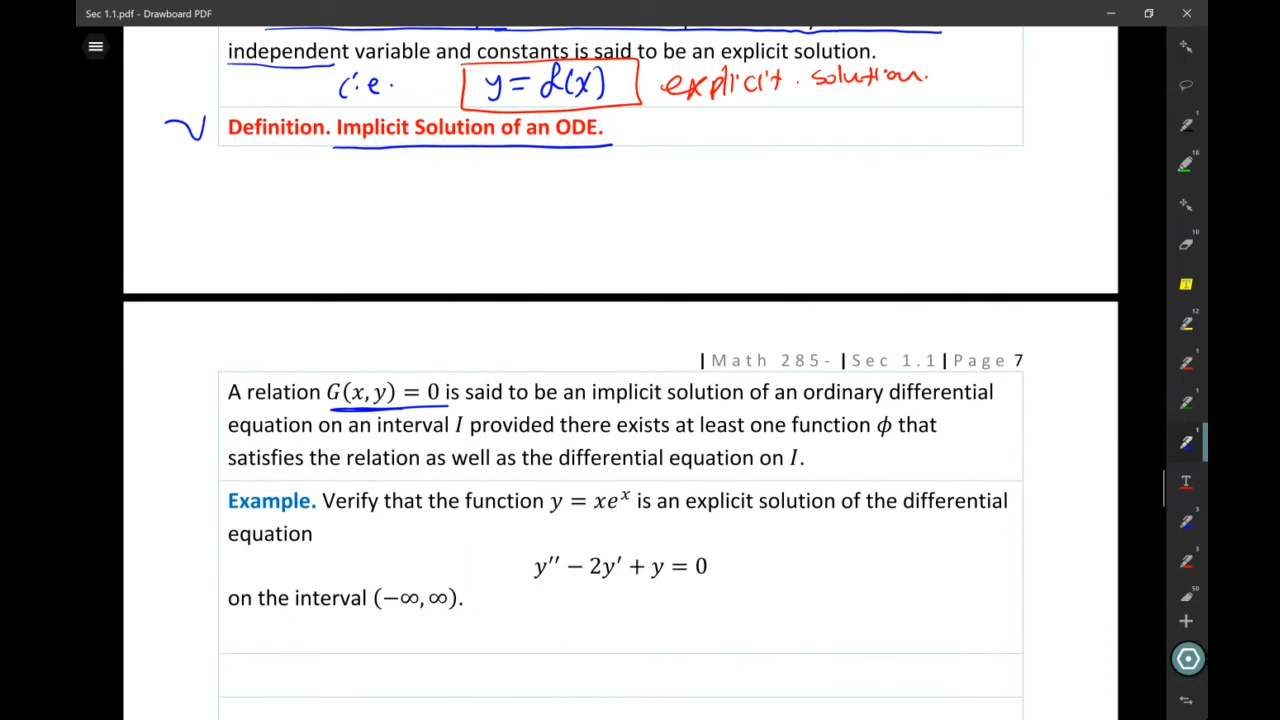 Sec 1.1.pdf - Drawboard PDF
independent variable and constants is said to be an explicit solution.
i.e. y = f(x) explicit. solution.
Definition. Implicit Solution of an ODE.
| Math 285- | Sec 1.1 | Page 7
A relation G(x, y) = 0 is said to be an implicit solution of an ordinary differential
equation on an interval I provided there exists at least one function ϕ that
satisfies the relation as well as the differential equation on I.
Example. Verify that the function y = xeˣ is an explicit solution of the differential
equation
y′′ − 2y′ + y = 0
on the interval (−∞, ∞).